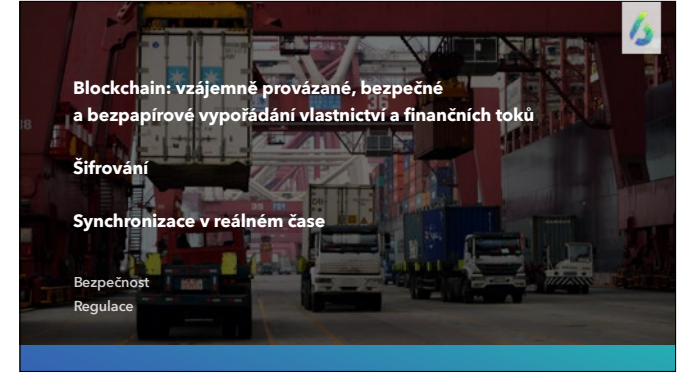 Blockchain: vzájemně provázané, bezpečné
a bezpapírové vypořádání vlastnictví a finančních toků
Šifrování
Synchronizace v reálném čase
Bezpečnost
Regulace